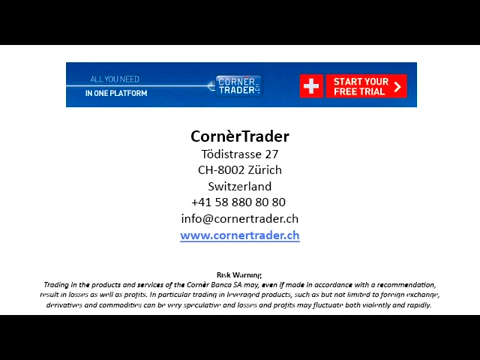 ALL YOU NEED
IN ONE PLATFORM
CORNER
TRADER
START YOUR
FREE TRIAL
CornèrTrader
Tödistrasse 27
CH-8002 Zürich
Switzerland
+41 58 880 80 80
info@cornertrader.ch
www.cornertrader.ch
Risk Warning
Trading in the products and services of the Cornèr Banca SA may, even if made in accordance with a recommendation,
result in losses as well as profits. In particular trading in leveraged products, such as but not limited to foreign exchange,
derivatives and commodities can be very speculative and losses and profits may fluctuate both violently and rapidly.